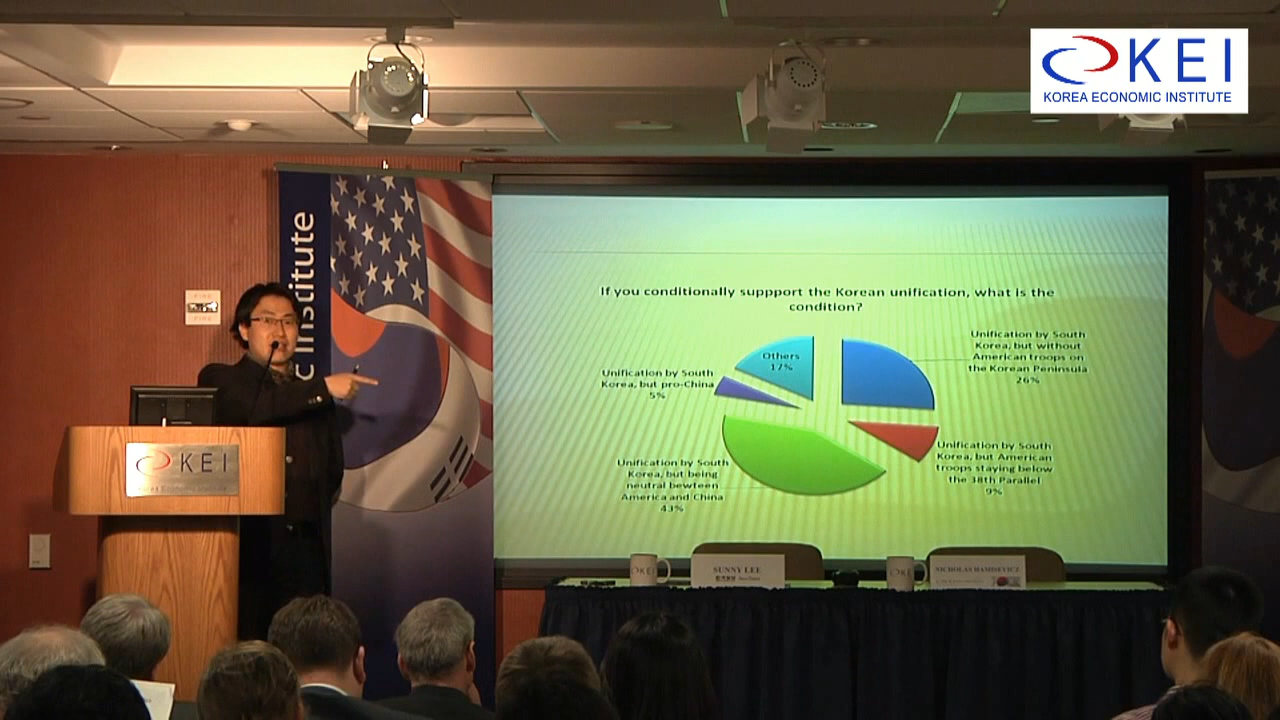 KEI
KOREA ECONOMIC INSTITUTE
c Institute
If you conditionally suppport the Korean unification, what is the
condition?
Others
17%
Unification by South
Korea, but without
American troops on
the Korean Peninsula
26%
Unification by South
Korea, but pro-China
5%
Unification by South
Korea, but American
troops staying below
the 38th Parallel
9%
Unification by South
Korea, but being
neutral bewteen
America and China
43%
KEI
KEI
SUNNY LEE
KEI
NICHOLAS HAMISEVICZ